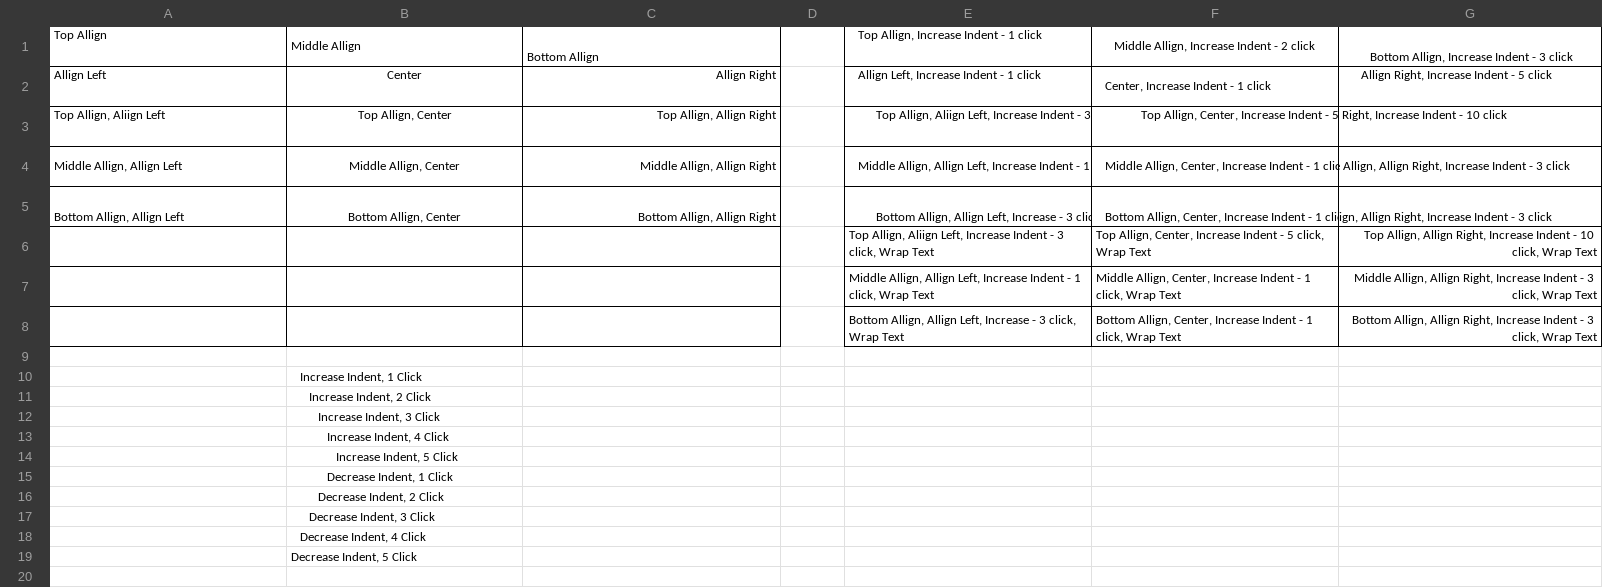 A B C D E F G
1 Top Allign Middle Allign Bottom Allign Top Allign, Increase Indent - 1 click Middle Allign, Increase Indent - 2 click Bottom Allign, Increase Indent - 3 click
2 Allign Left Center Allign Right Allign Left, Increase Indent - 1 click Center, Increase Indent - 1 click Allign Right, Increase Indent - 5 click
3 Top Allign, Aliign Left Top Allign, Center Top Allign, Allign Right Top Allign, Aliign Left, Increase Indent - 3 Top Allign, Center, Increase Indent - 5 Right, Increase Indent - 10 click
4 Middle Allign, Allign Left Middle Allign, Center Middle Allign, Allign Right Middle Allign, Allign Left, Increase Indent - 1 Middle Allign, Center, Increase Indent - 1 clic Allign, Allign Right, Increase Indent - 3 click
5 Bottom Allign, Allign Left Bottom Allign, Center Bottom Allign, Allign Right Bottom Allign, Allign Left, Increase - 3 clic Bottom Allign, Center, Increase Indent - 1 cli ign, Allign Right, Increase Indent - 3 click
6 Top Allign, Aliign Left, Increase Indent - 3 Top Allign, Center, Increase Indent - 5 click, Top Allign, Allign Right, Increase Indent - 10
click, Wrap Text Wrap Text click, Wrap Text
7 Middle Allign, Allign Left, Increase Indent - 1 Middle Allign, Center, Increase Indent - 1 Middle Allign, Allign Right, Increase Indent - 3
click, Wrap Text click, Wrap Text click, Wrap Text
8 Bottom Allign, Allign Left, Increase - 3 click, Bottom Allign, Center, Increase Indent - 1 Bottom Allign, Allign Right, Increase Indent - 3
Wrap Text click, Wrap Text click, Wrap Text
9
10 Increase Indent, 1 Click
11 Increase Indent, 2 Click
12 Increase Indent, 3 Click
13 Increase Indent, 4 Click
14 Increase Indent, 5 Click
15 Decrease Indent, 1 Click
16 Decrease Indent, 2 Click
17 Decrease Indent, 3 Click
18 Decrease Indent, 4 Click
19 Decrease Indent, 5 Click
20